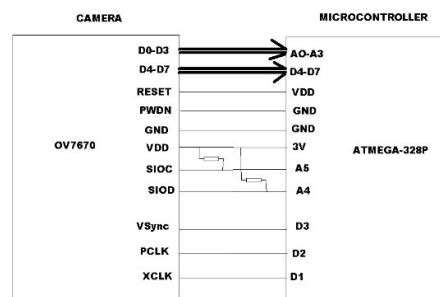 CAMERA
MICROCONTROLLER
D0-D3
AO-A3
D4-D7
D4-D7
RESET
VDD
PWDN
GND
GND
GND
OV7670
VDD
3V
ATMEGA-328P
SIOC
A5
SIOD
A4
VSync
D3
PCLK
D2
XCLK
D1